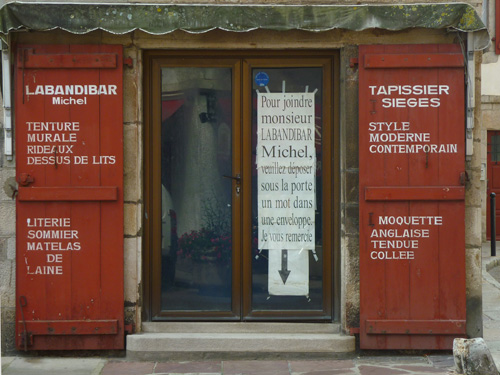 LABANDIBAR
Michel
TENTURE
MURALE
RIDEAUX
DESSUS DE LITS
LITERIE
SOMMIER
MATELAS
DE
LAINE
Pour joindre
monsieur
LABANDIBAR
Michel,
veuillez déposer
sous la porte
un mot dans
une enveloppe,
Je vous remercie
TAPISSIER
SIEGES
STYLE
MODERNE
CONTEMPORAIN
MOQUETTE
ANGLAISE
TENDUE
COLLEE